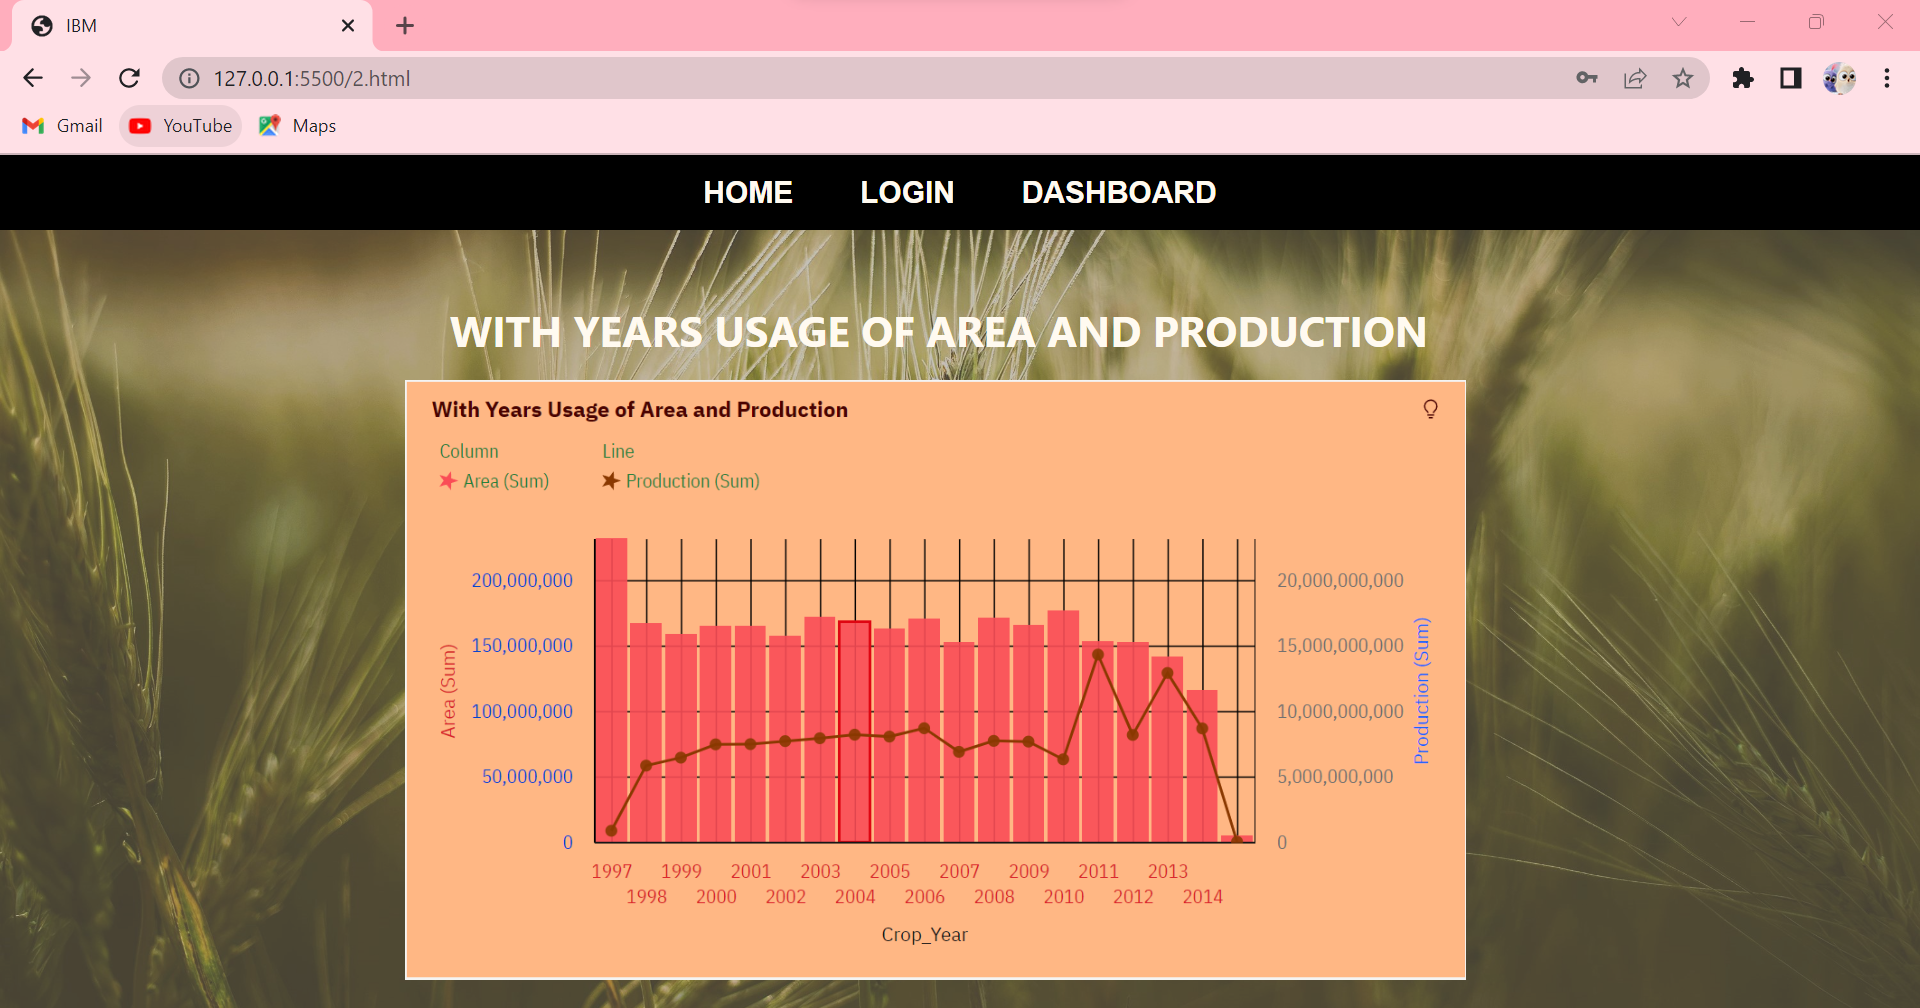 IBM
127.0.0.1:5500/2.html
Gmail YouTube Maps
HOME LOGIN DASHBOARD
WITH YEARS USAGE OF AREA AND PRODUCTION
With Years Usage of Area and Production
Column Line
Area (Sum) Production (Sum)
200,000,000 20,000,000,000
150,000,000 15,000,000,000
100,000,000 10,000,000,000
50,000,000 5,000,000,000
0 0
Area (Sum)
Production (Sum)
1997 1999 2001 2003 2005 2007 2009 2011 2013
1998 2000 2002 2004 2006 2008 2010 2012 2014
Crop_Year